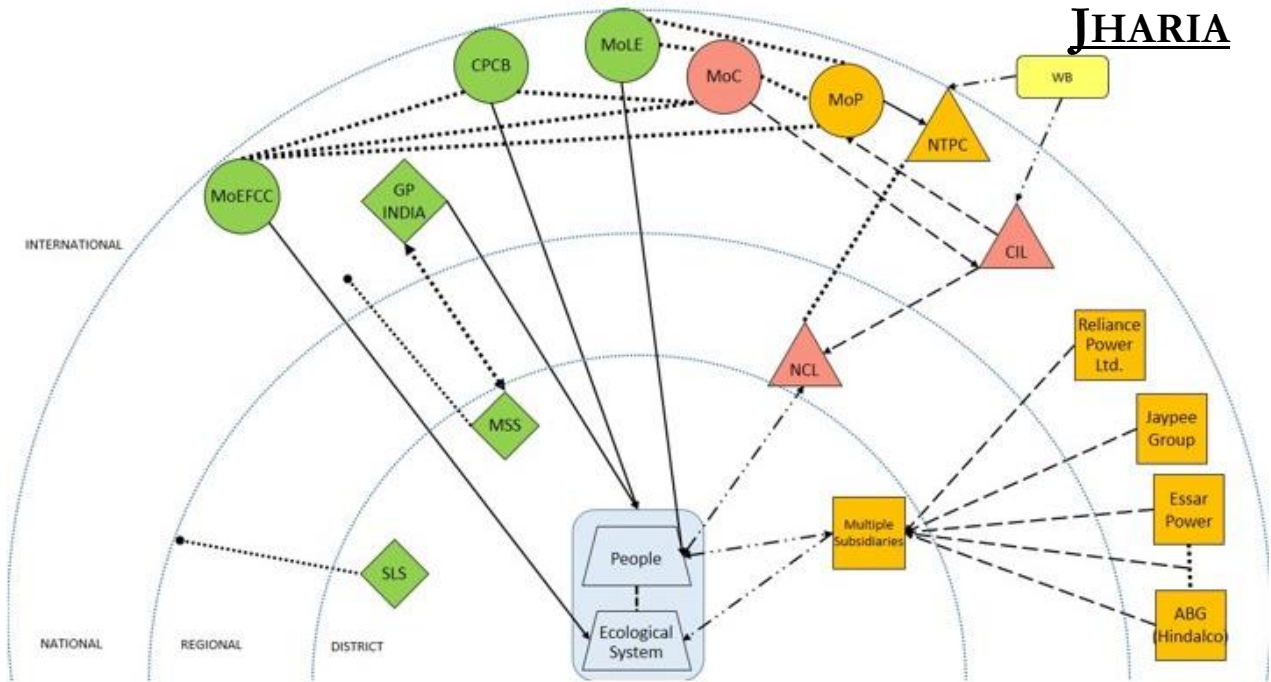 JHARIA
MoLE
CPCB
MoC
WB
MoP
NTPC
MoEFCC
GP
INDIA
INTERNATIONAL
CIL
Reliance
Power
Ltd.
NCL
MSS
Jaypee
Group
Essar
Power
Multiple
Subsidiaries
People
SLS
ABG
(Hindalco)
Ecological
System
NATIONAL
REGIONAL
DISTRICT